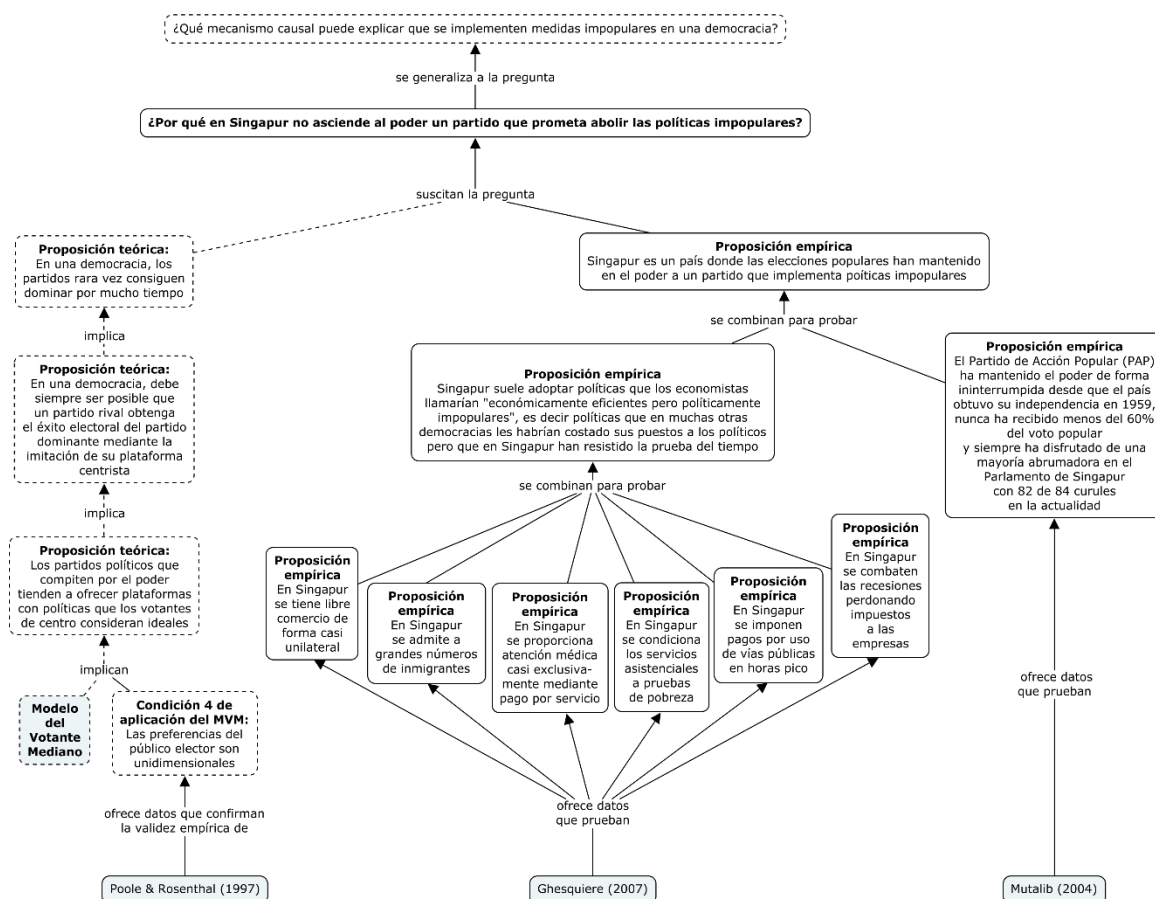 ¿Qué mecanismo causal puede explicar que se implementen medidas impopulares en una democracia?
se generaliza a la pregunta
¿Por qué en Singapur no asciende al poder un partido que prometa abolir las políticas impopulares?
suscitan la pregunta
Proposición teórica:
En una democracia, los
partidos rara vez consiguen
dominar por mucho tiempo
implica
Proposición teórica:
En una democracia, debe
siempre ser posible que
un partido rival obtenga
el éxito electoral del partido
dominante mediante la
imitación de su plataforma
centrista
implica
Proposición teórica:
Los partidos políticos que
compiten por el poder
tienden a ofrecer plataformas
con políticas que los votantes
de centro consideran ideales
implican
Modelo
del
Votante
Mediano
Condición 4 de
aplicación del MVM:
Las preferencias del
público elector son
unidimensionales
ofrece datos que confirman
la validez empírica de
Poole & Rosenthal (1997)
Proposición empírica
Singapur es un país donde las elecciones populares han mantenido
en el poder a un partido que implementa poíticas impopulares
se combinan para probar
Proposición empírica
Singapur suele adoptar políticas que los economistas
llamarían "económicamente eficientes pero políticamente
impopulares", es decir políticas que en muchas otras
democracias les habrían costado sus puestos a los políticos
pero que en Singapur han resistido la prueba del tiempo
se combinan para probar
Proposición
empírica
En Singapur
se tiene libre
comercio de
forma casi
unilateral
Proposición
empírica
En Singapur
se admite a
grandes números
de inmigrantes
Proposición
empírica
En Singapur
se proporciona
atención médica
casi exclusiva-
mente mediante
pago por servicio
Proposición
empírica
En Singapur
se condiciona
los servicios
asistenciales
a pruebas
de pobreza
Proposición
empírica
En Singapur
se imponen
pagos por uso
de vías públicas
en horas pico
Proposición
empírica
En Singapur
se combaten
las recesiones
perdonando
impuestos
a las
empresas
ofrece datos
que prueban
Ghesquiere (2007)
Proposición empírica
El Partido de Acción Popular (PAP)
ha mantenido el poder de forma
ininterrumpida desde que el país
obtuvo su independencia en 1959,
nunca ha recibido menos del 60%
del voto popular
y siempre ha disfrutado de una
mayoría abrumadora en el
Parlamento de Singapur
con 82 de 84 curules
en la actualidad
ofrece datos
que prueban
Mutalib (2004)